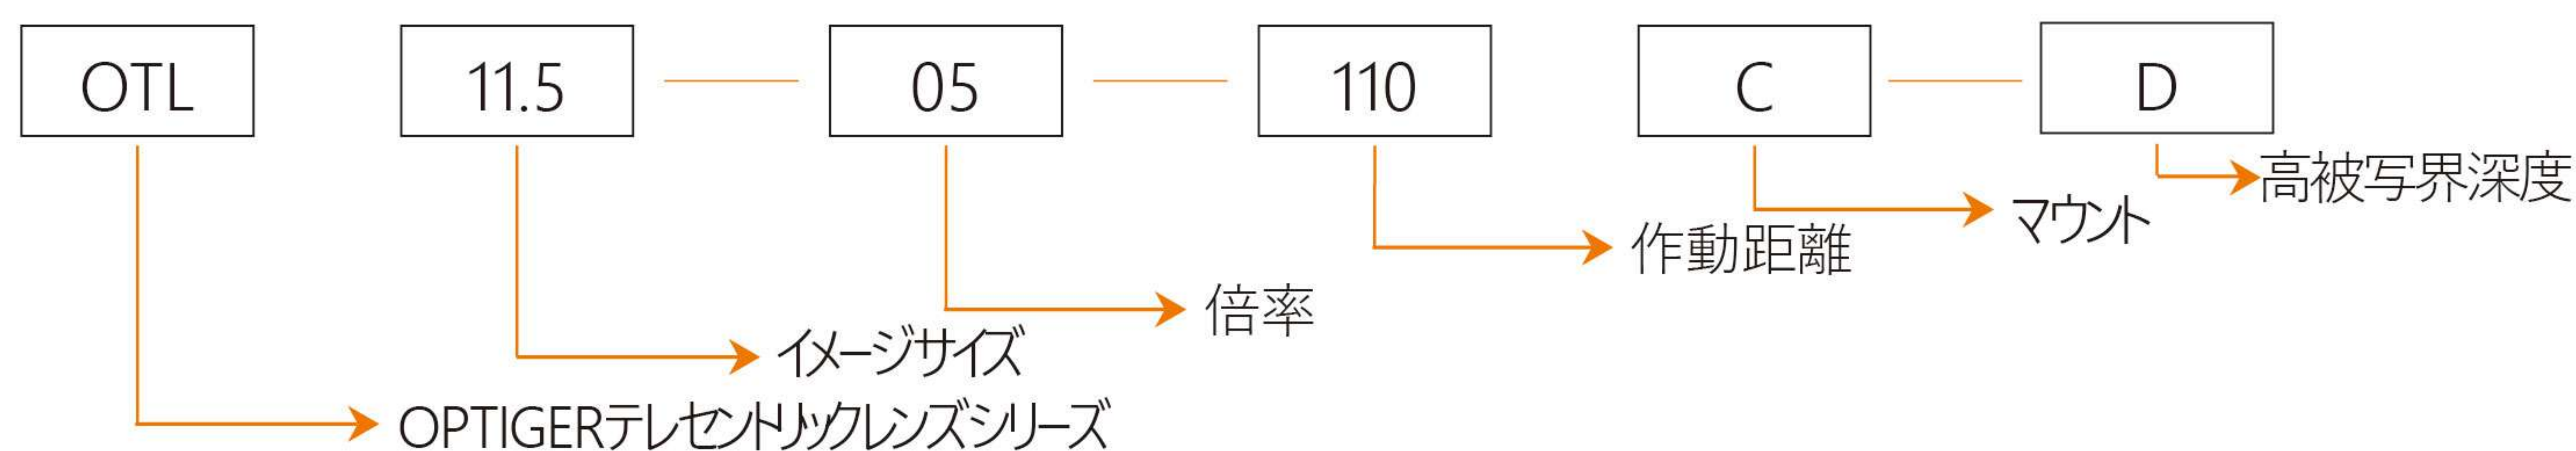 OTL 11.5 05 110 C D
高被写界深度
マウント
作動距離
倍率
イメージサイズ
OPTIGERテレセントリックレンズシリーズ